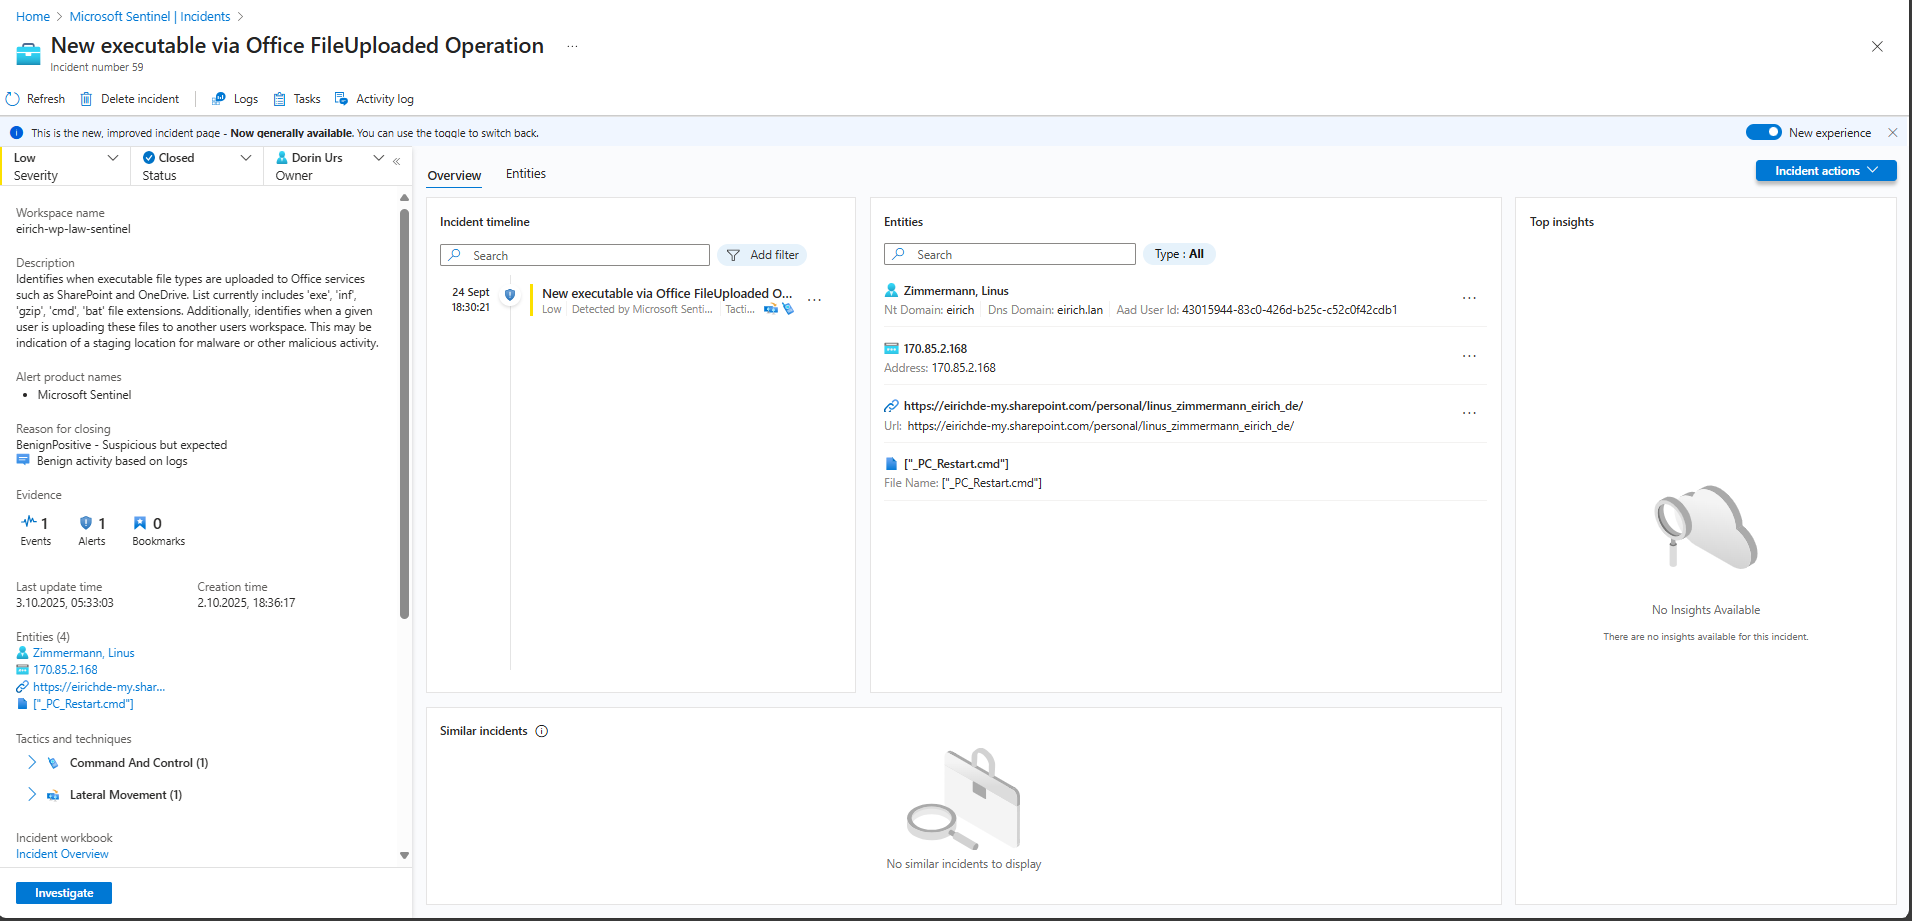 Home > Microsoft Sentinel | Incidents >
New executable via Office FileUploaded Operation ...
Incident number 59
Refresh Delete incident Logs Tasks Activity log
This is the new, improved incident page - Now generally available. You can use the toggle to switch back.
New experience
Low
Severity
Closed
Status
Dorin Urs
Owner
Workspace name
eirich-wp-law-sentinel
Description
Identifies when executable file types are uploaded to Office services
such as SharePoint and OneDrive. List currently includes 'exe', 'inf',
'gzip', 'cmd', 'bat' file extensions. Additionally, identifies when a given
user is uploading these files to another users workspace. This may be
indication of a staging location for malware or other malicious activity.
Alert product names
• Microsoft Sentinel
Reason for closing
BenignPositive - Suspicious but expected
Benign activity based on logs
Evidence
1 1 0
Events Alerts Bookmarks
Last update time Creation time
3.10.2025, 05:33:03 2.10.2025, 18:36:17
Entities (4)
Zimmermann, Linus
170.85.2.168
https://eirichde-my.shar...
["_PC_Restart.cmd"]
Tactics and techniques
Command And Control (1)
Lateral Movement (1)
Incident workbook
Incident Overview
Investigate
Overview Entities
Incident actions
Incident timeline
Search
Add filter
24 Sept
18:30:21
New executable via Office FileUploaded O... ...
Low Detected by Microsoft Senti... Tacti...
Entities
Search
Type : All
Zimmermann, Linus ...
Nt Domain: eirich Dns Domain: eirich.lan Aad User Id: 43015944-83c0-426d-b25c-c52c0f42cdb1
170.85.2.168 ...
Address: 170.85.2.168
https://eirichde-my.sharepoint.com/personal/linus_zimmermann_eirich_de/ ...
Url: https://eirichde-my.sharepoint.com/personal/linus_zimmermann_eirich_de/
["_PC_Restart.cmd"]
File Name: ["_PC_Restart.cmd"]
Similar incidents
No similar incidents to display
Top insights
No Insights Available
There are no insights available for this incident.